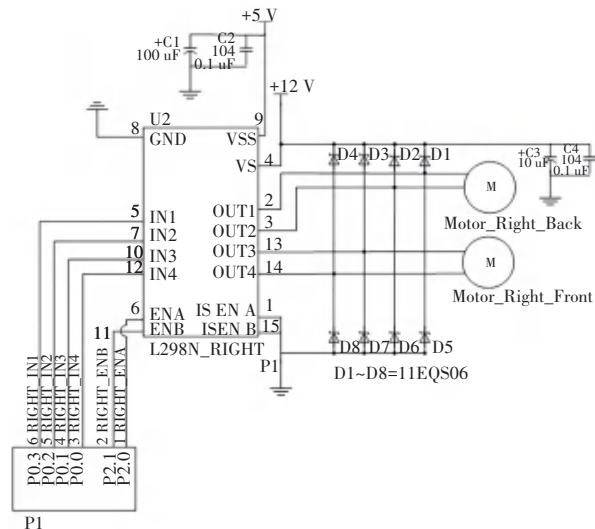 +5 V
+C1
100 uF
C2
104
0.1 uF
+12 V
U2
9
8
GND
VSS
4
VS
D4
D3
D2
D1
+C3
10 uF
C4
104
0.1 uF
2
OUT1
3
OUT2
M
Motor_Right_Back
5
IN1
7
IN2
13
OUT3
10
IN3
12
IN4
14
OUT4
M
Motor_Right_Front
6
ENA
IS EN A
1
11
ENB
ISEN B
15
L298N_RIGHT
P1
D8
D7
D6
D5
D1~D8=11EQS06
6 RIGHT_IN1
5 RIGHT_IN2
4 RIGHT_IN3
3 RIGHT_IN4
2 RIGHT_ENB
1 RIGHT_ENA
P0.3
P0.2
P0.1
P0.0
P2.1
P2.0
P1